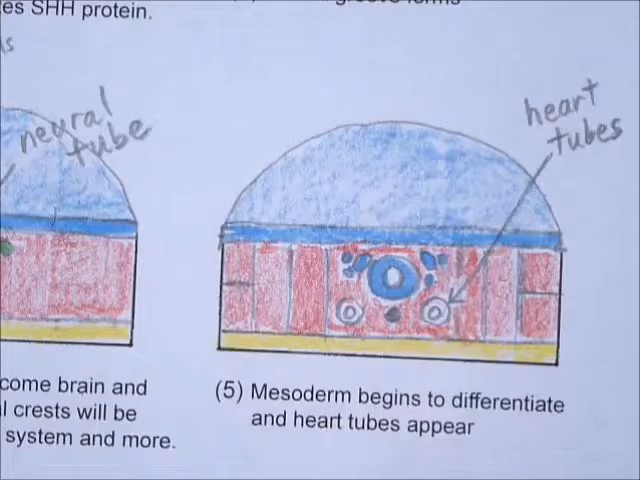 es SHH protein.
neural
tube
heart
tubes
come brain and
l crests will be
system and more.
(5) Mesoderm begins to differentiate
and heart tubes appear